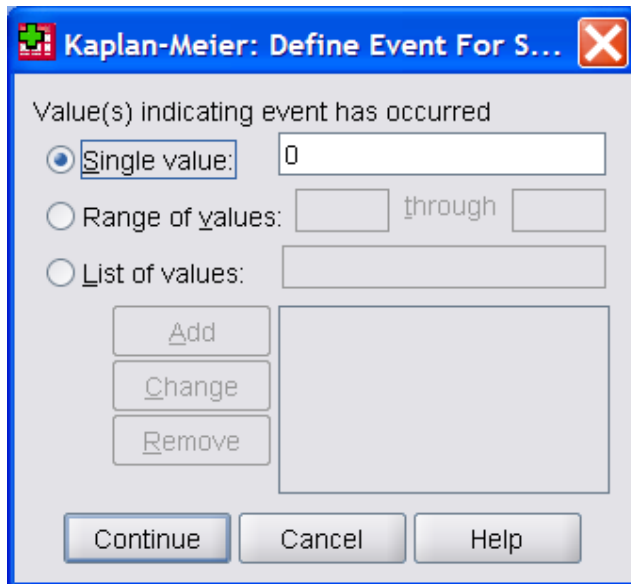 Kaplan-Meier: Define Event For S...
Value(s) indicating event has occurred
Single value: 0
Range of values: through
List of values:
Add
Change
Remove
Continue Cancel Help